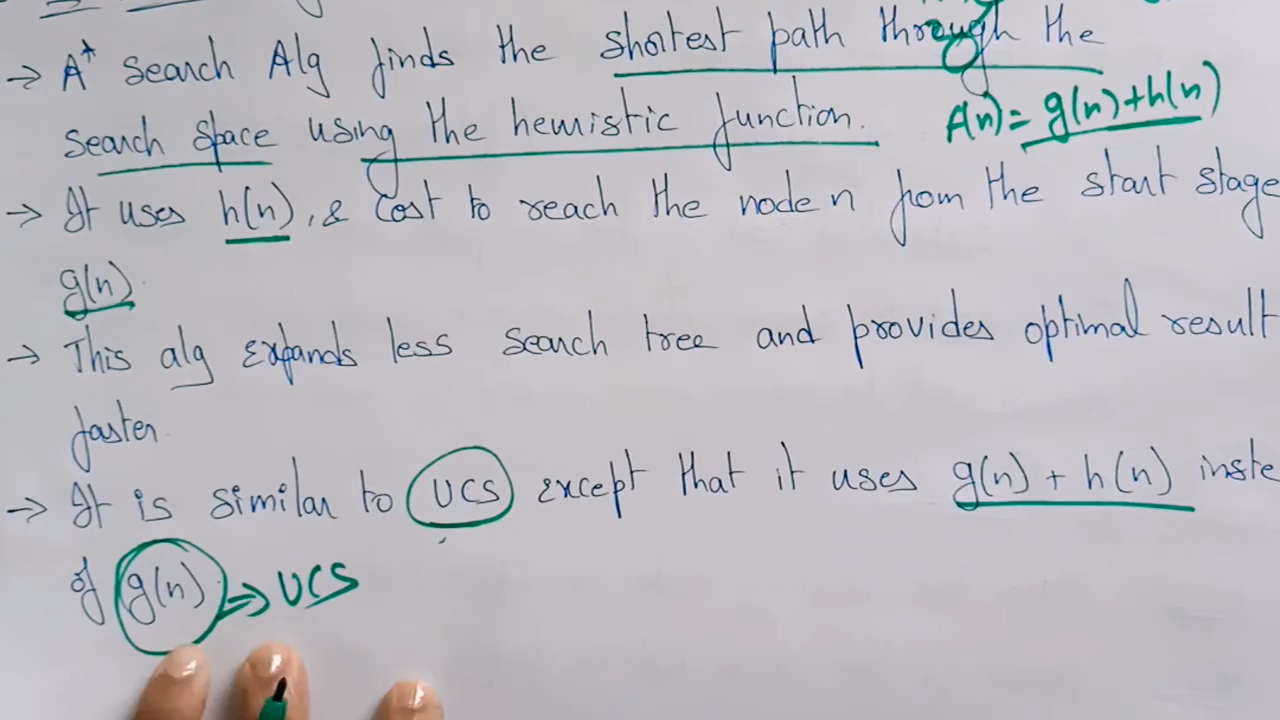 → A* Search Alg finds the shortest path through the
search space using the heuristic function.
f(n) = g(n)+h(n)
→ It uses h(n), & cost to reach the node n from the start stage
g(n).
→ This alg expands less search tree and provides optimal result
faster.
→ It is similar to UCS except that it uses g(n) + h(n) inste
of g(n) => UCS